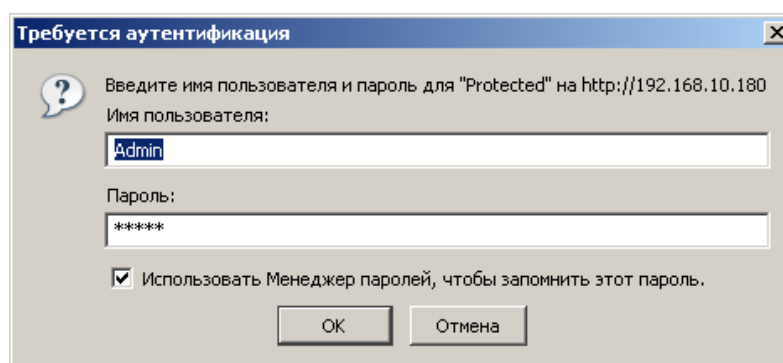 Требуется аутентификация
Введите имя пользователя и пароль для "Protected" на http://192.168.10.180
Имя пользователя:
Admin
Пароль:
*****
Использовать Менеджер паролей, чтобы запомнить этот пароль.
OK
Отмена